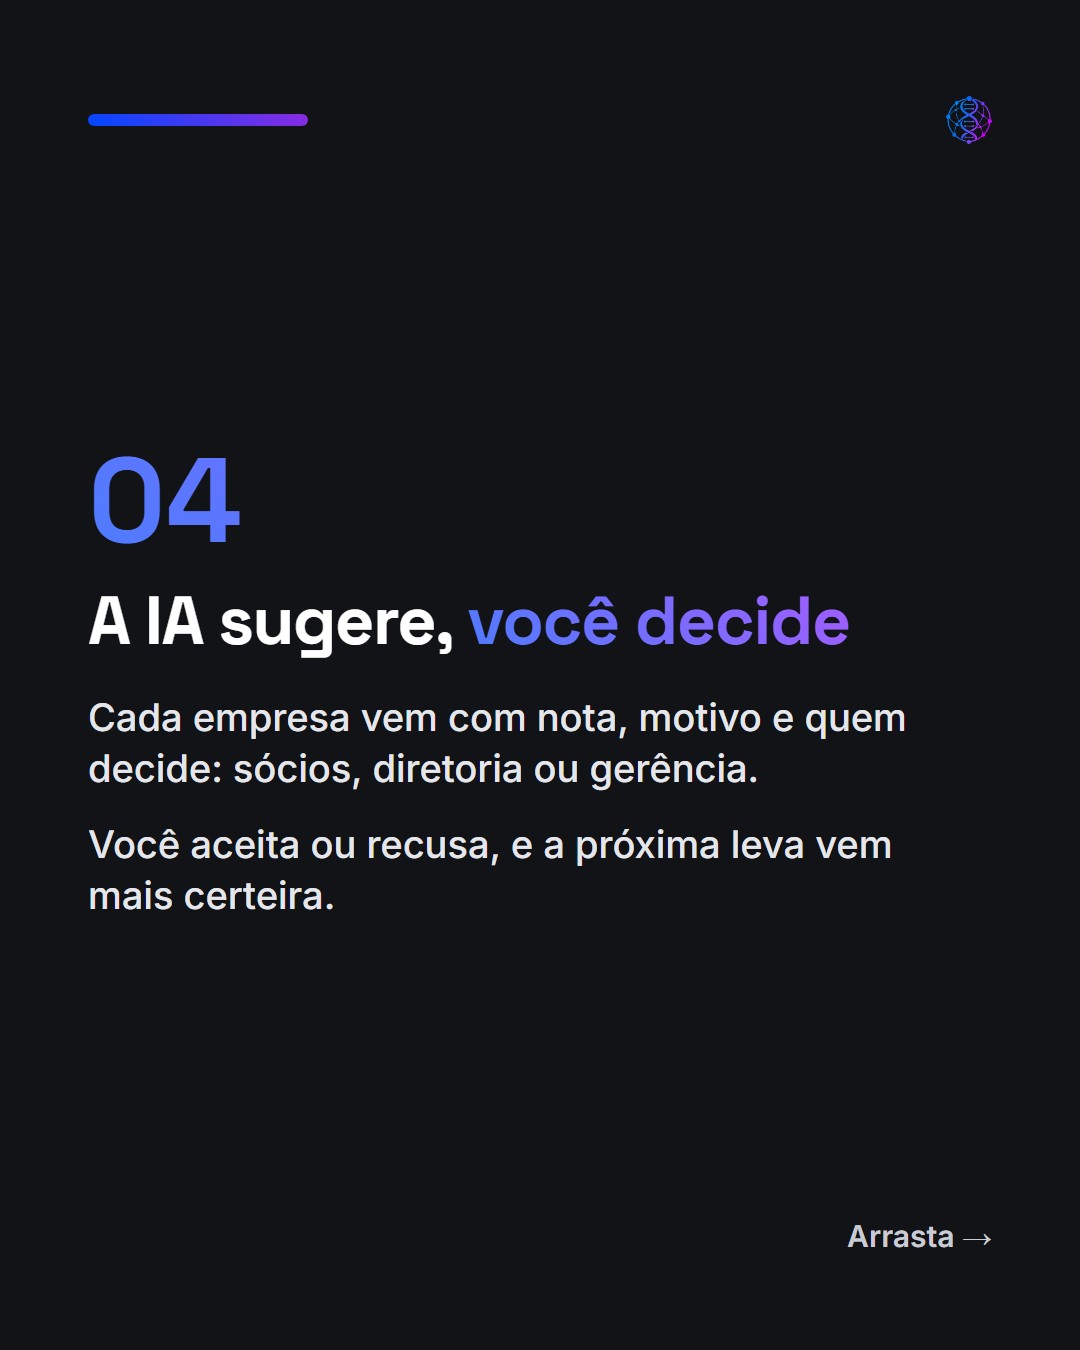 04
A IA sugere, você decide
Cada empresa vem com nota, motivo e quem
decide: sócios, diretoria ou gerência.
Você aceita ou recusa, e a próxima leva vem
mais certeira.
Arrasta →